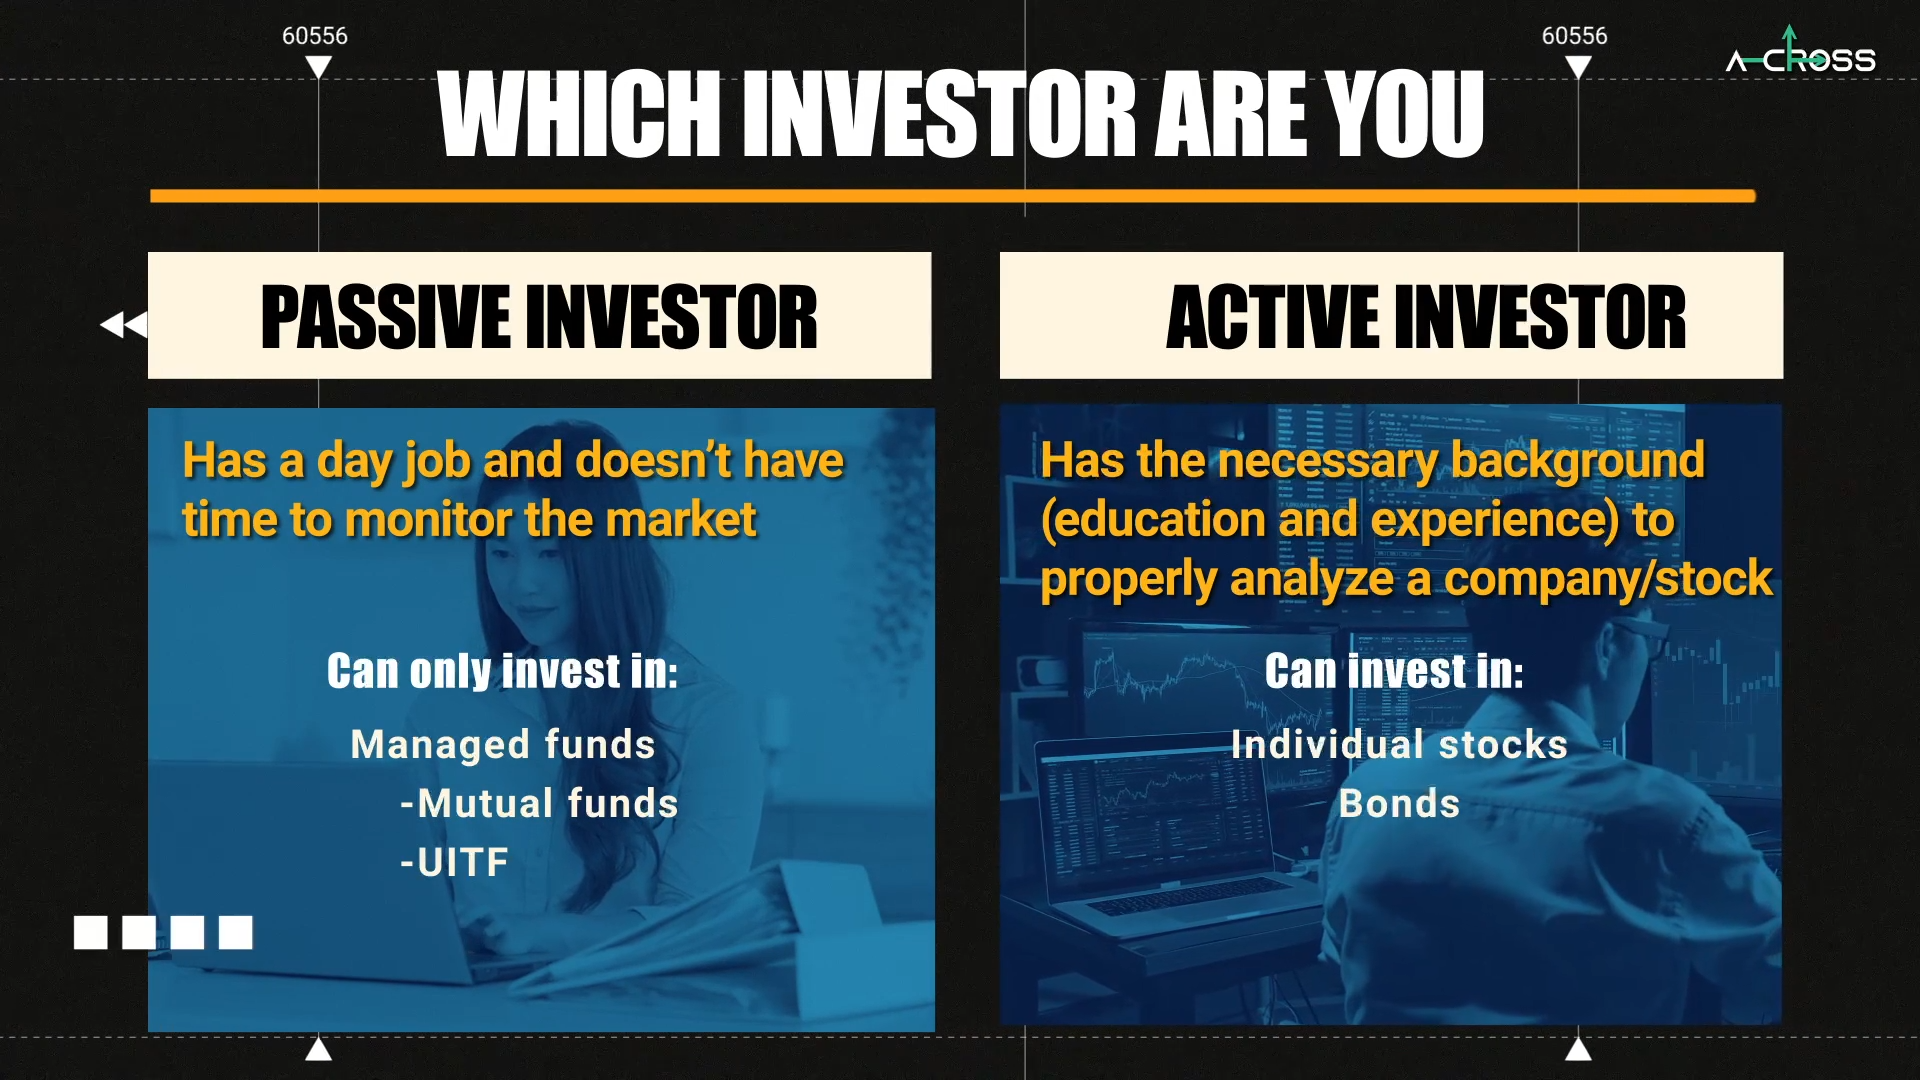 60556
60556
A-CROSS
WHICH INVESTOR ARE YOU
PASSIVE INVESTOR
Has a day job and doesn’t have
time to monitor the market
Can only invest in:
Managed funds
-Mutual funds
-UITF
ACTIVE INVESTOR
Has the necessary background
(education and experience) to
properly analyze a company/stock
Can invest in:
Individual stocks
Bonds